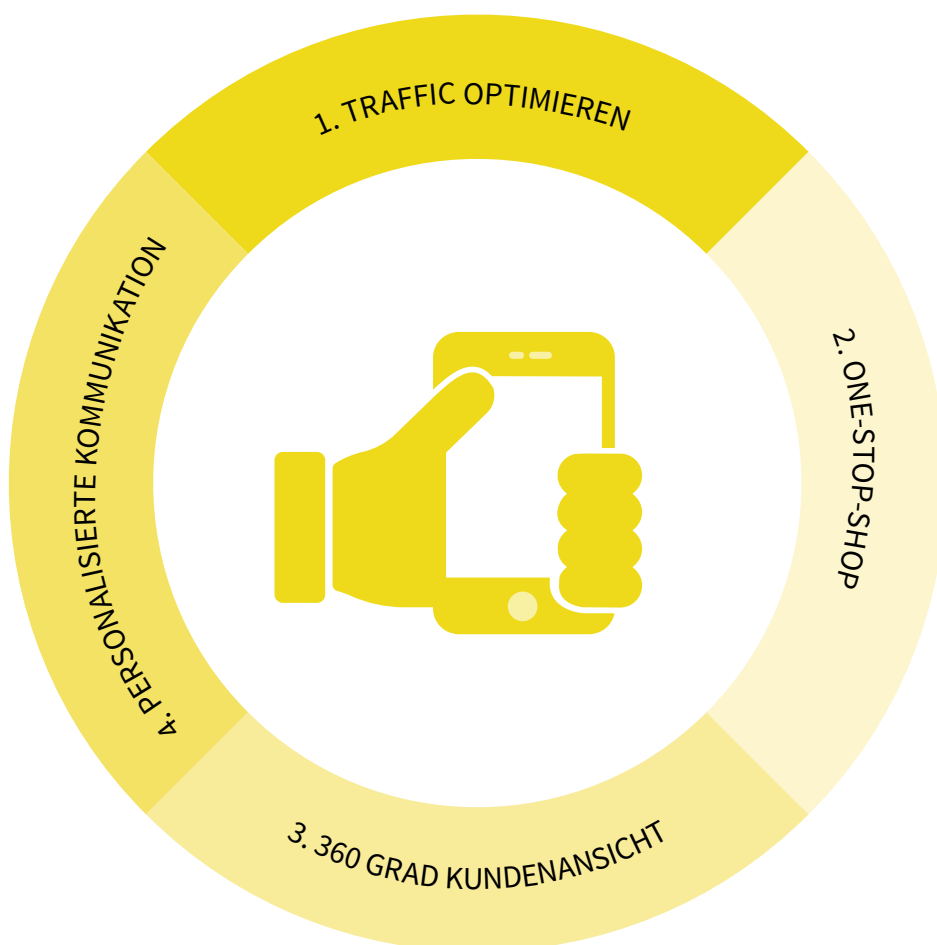 1. TRAFFIC OPTIMIEREN
2. ONE-STOP-SHOP
3. 360 GRAD KUNDENANSICHT
4. PERSONALISIERTE KOMMUNIKATION